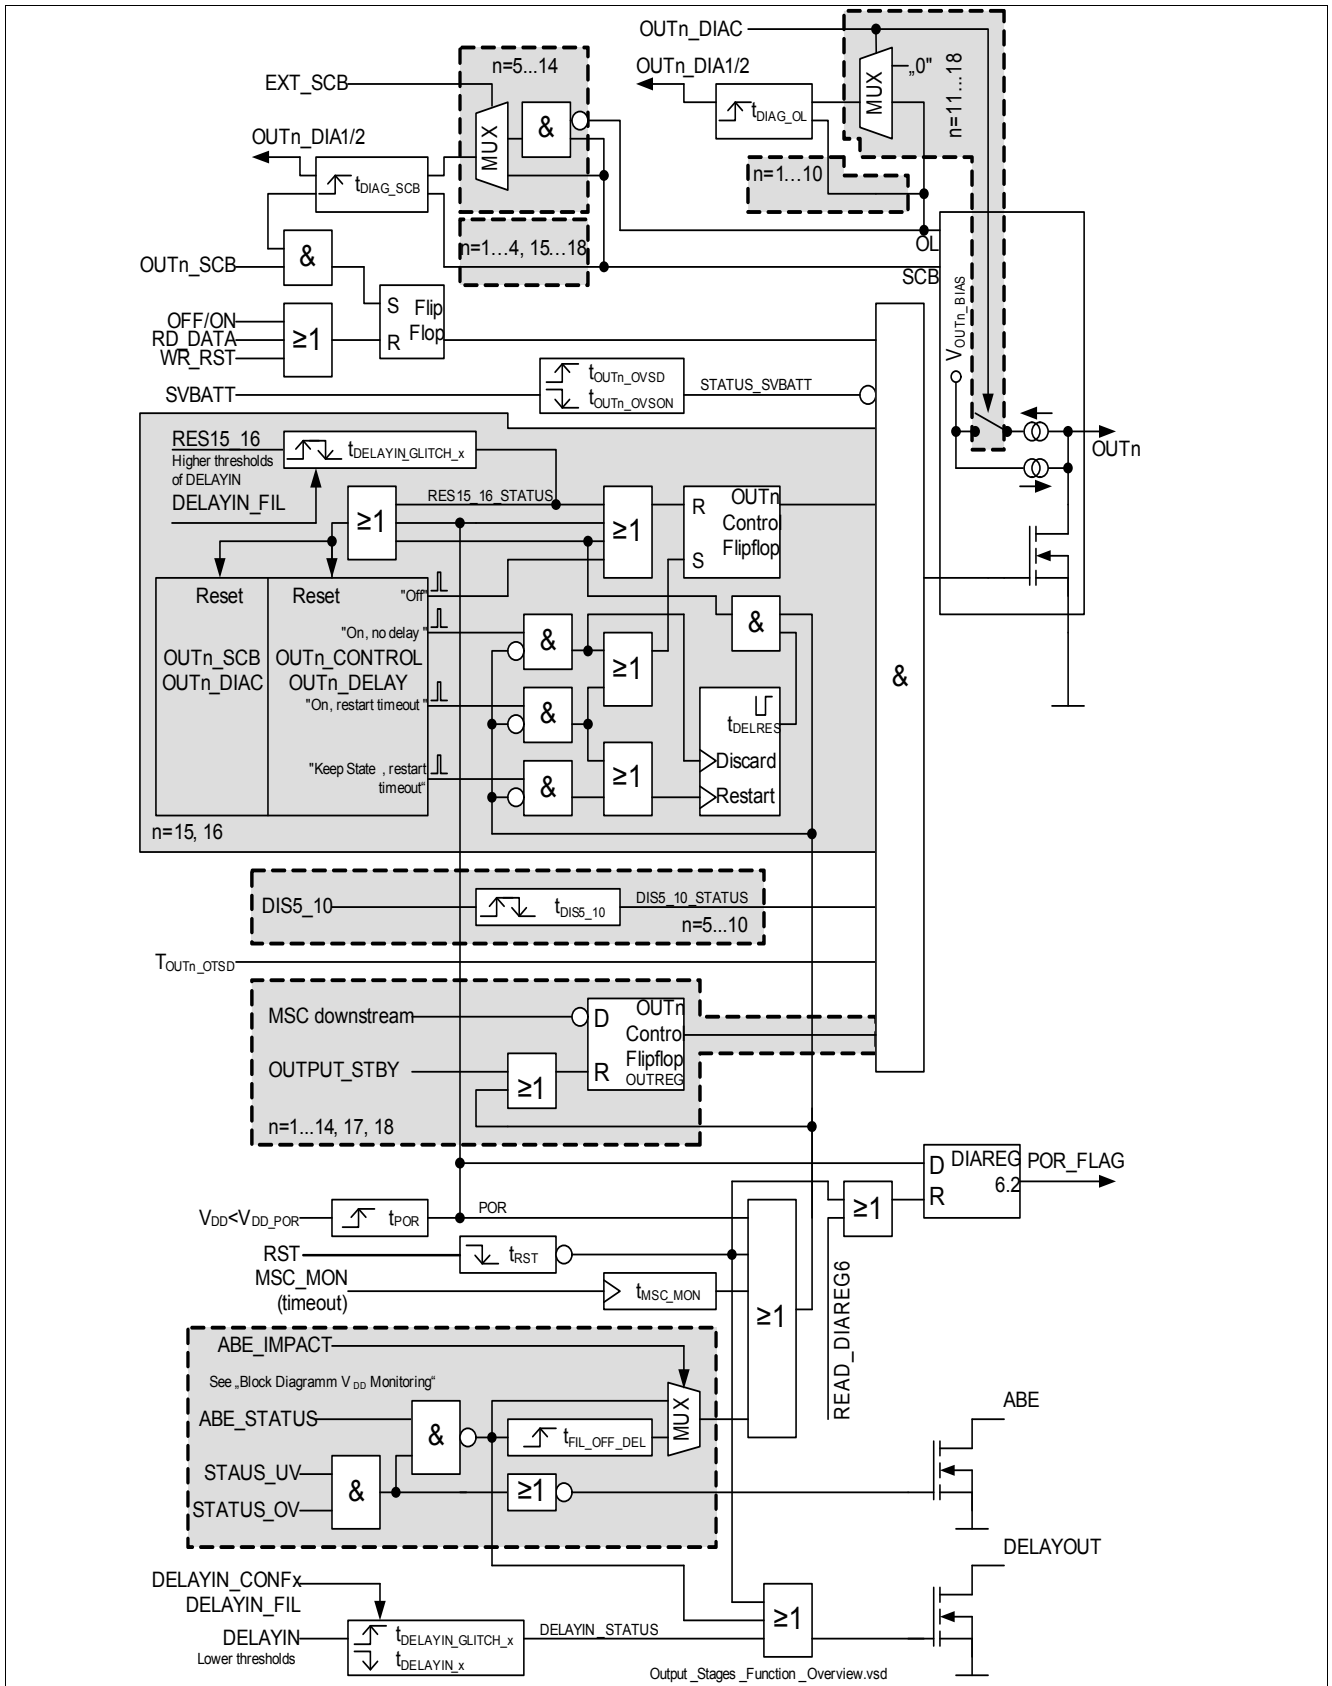 OUTn_DIAC
n=5...14
EXT_SCB
OUTn_DIA1/2
MUX
„0"
n=11...18
tDIAG_OL
MUX
&
OUTn_DIA1/2
tDIAG_SCB
n=1...10
&
n=1...4, 15...18
OL
SCB
OUTn_SCB
S Flip
R Flop
OFF/ON
RD_DATA
WR_RST
≥1
VOUTn_BIAS
SVBATT
tOUTn_OVSD
tOUTn_OVSON
STATUS_SVBATT
OUTn
RES15_16
Higher thresholds
of DELAYIN
DELAYIN_FIL
tDELAYIN_GLITCH_x
RES15_16_STATUS
≥1
≥1
R
S
OUTn
Control
Flipflop
Reset
Reset
"Off"
"On, no delay "
OUTn_SCB
OUTn_DIAC
OUTn_CONTROL
OUTn_DELAY
"On, restart timeout "
"Keep State , restart
timeout“
&
&
&
≥1
≥1
&
tDELRES
Discard
Restart
&
n=15, 16
DIS5_10
tDIS5_10
DIS5_10_STATUS
n=5...10
TOUTn_OTSD
MSC downstream
D
R
OUTn
Control
Flipflop
OUTREG
OUTPUT_STBY
≥1
n=1...14, 17, 18
D
R
DIAREG
6.2
POR_FLAG
≥1
VDD<VDD_POR
tPOR
POR
RST
tRST
MSC_MON
(timeout)
tMSC_MON
≥1
READ_DIAREG6
ABE_IMPACT
See „Block Diagramm VDD Monitoring“
ABE_STATUS
&
tFIL_OFF_DEL
MUX
ABE
STAUS_UV
STATUS_OV
&
≥1
DELAYOUT
DELAYIN_CONFx
DELAYIN_FIL
DELAYIN
Lower thresholds
tDELAYIN_GLITCH_x
tDELAYIN_x
DELAYIN_STATUS
≥1
Output_Stages_Function_Overview.vsd